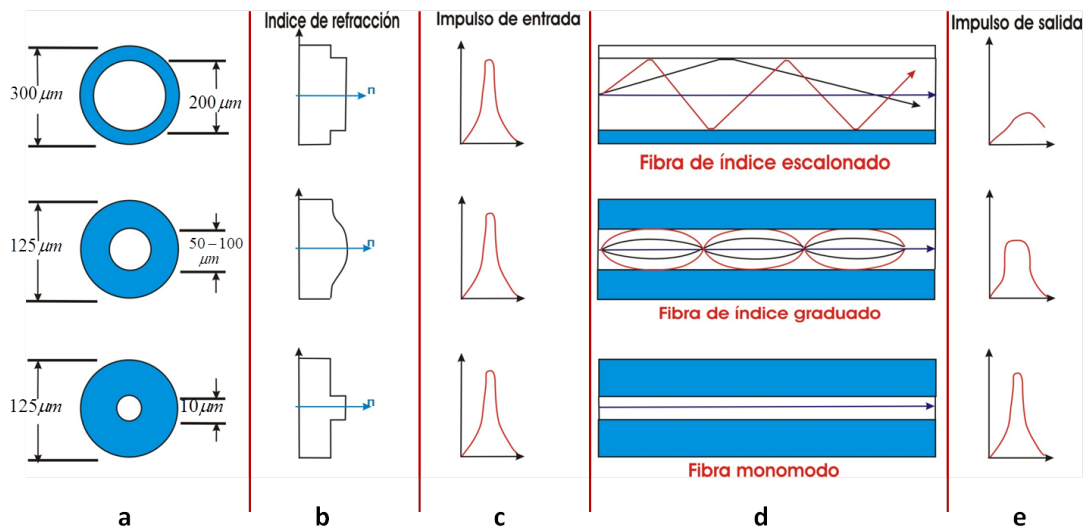 Indice de refracción
Impulso de entrada
Impulso de salida
300 μm
200 μm
n
Fibra de índice escalonado
125 μm
50 – 100
μm
n
Fibra de índice graduado
125 μm
10 μm
n
Fibra monomodo
a
b
c
d
e